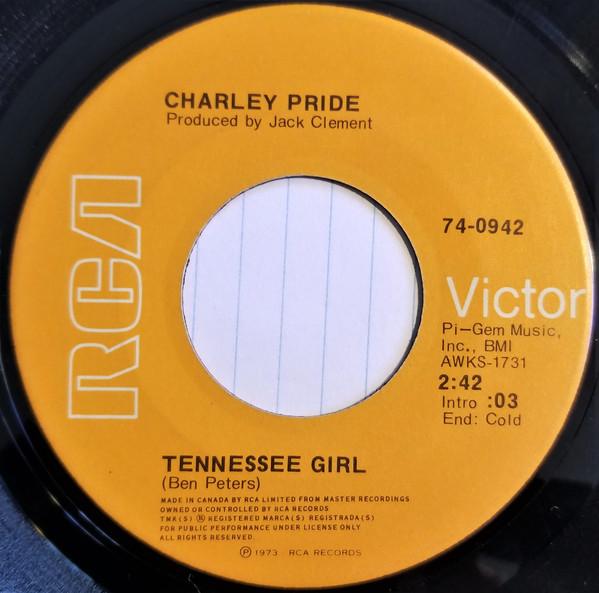 CHARLEY PRIDE
Produced by Jack Clement
RCA
74-0942
Victor
Pi-Gem Music,
Inc., BMI
AWKS-1731
2:42
Intro :03
End: Cold
TENNESSEE GIRL
(Ben Peters)
MADE IN CANADA BY RCA LIMITED FROM MASTER RECORDINGS
OWNED OR CONTROLLED BY RCA RECORDS
TMK(S) ® REGISTERED MARCA(S) REGISTRADA(S)
FOR PUBLIC PERFORMANCE UNDER LICENSE ONLY
ALL RIGHTS RESERVED.
℗ 1973 · RCA RECORDS